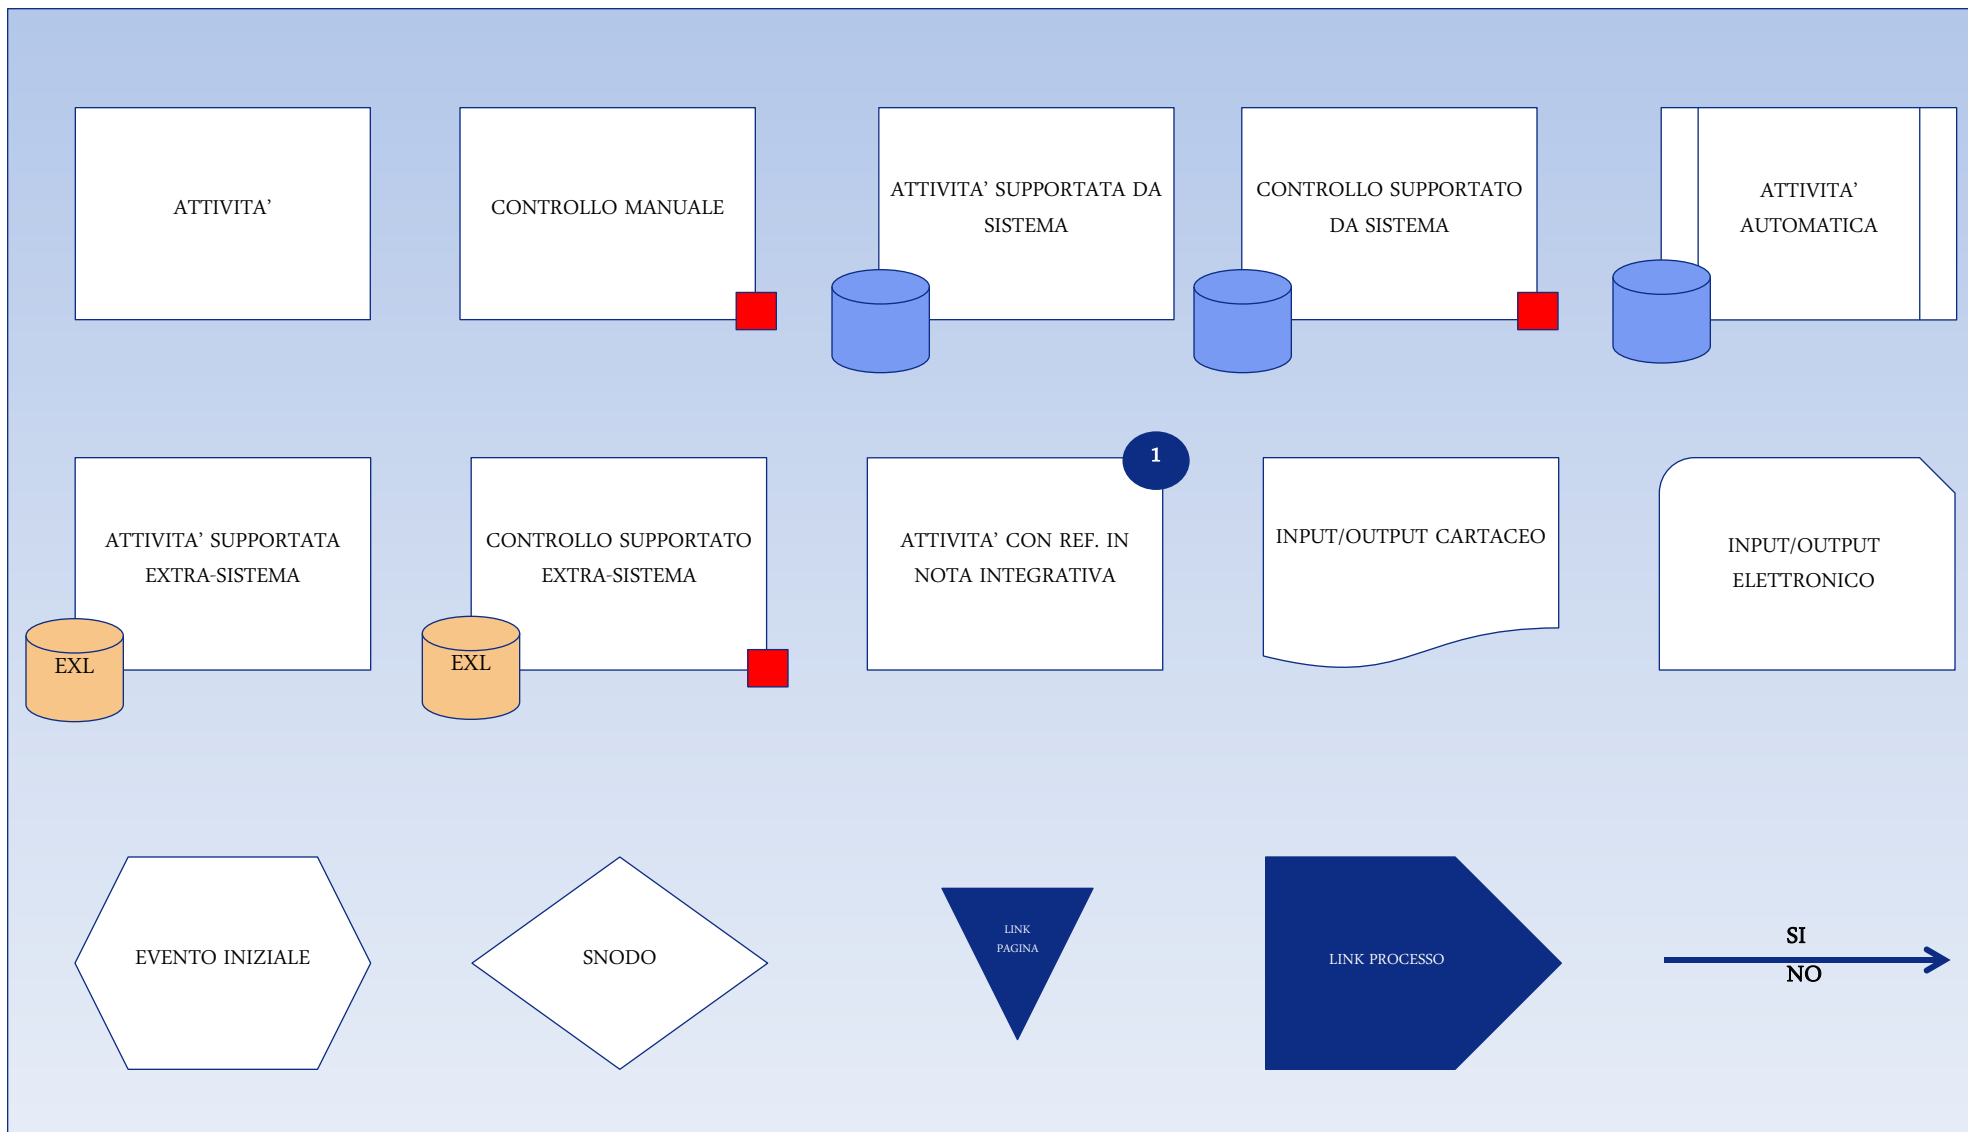 ATTIVITA’
CONTROLLO MANUALE
ATTIVITA’ SUPPORTATA DA
SISTEMA
CONTROLLO SUPPORTATO
DA SISTEMA
ATTIVITA’
AUTOMATICA
ATTIVITA’ SUPPORTATA
EXTRA-SISTEMA
EXL
CONTROLLO SUPPORTATO
EXTRA-SISTEMA
EXL
1
ATTIVITA’ CON REF. IN
NOTA INTEGRATIVA
INPUT/OUTPUT CARTACEO
INPUT/OUTPUT
ELETTRONICO
EVENTO INIZIALE
SNODO
LINK
PAGINA
LINK PROCESSO
SI
NO